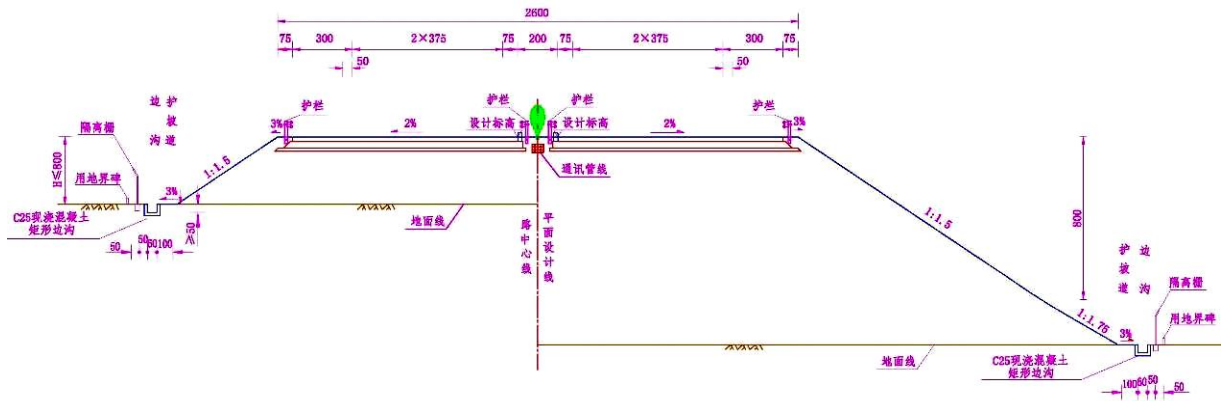 2600
75 300 2×375 75 200 75 2×375 300 75
50 50
护栏 护栏 护栏 护栏
设计标高 设计标高
3% 2% 2% 3%
边沟
护坡道
隔离栅
用地界碑
H≤800
1:1.5
3%
≥50
C25现浇混凝土
矩形边沟
50 50 60 100
地面线
通讯管线
路中心线
平面设计线
1:1.5
800
护坡道
边沟
隔离栅
用地界碑
1:1.75
3%
地面线
C25现浇混凝土
矩形边沟
100 60 50 50